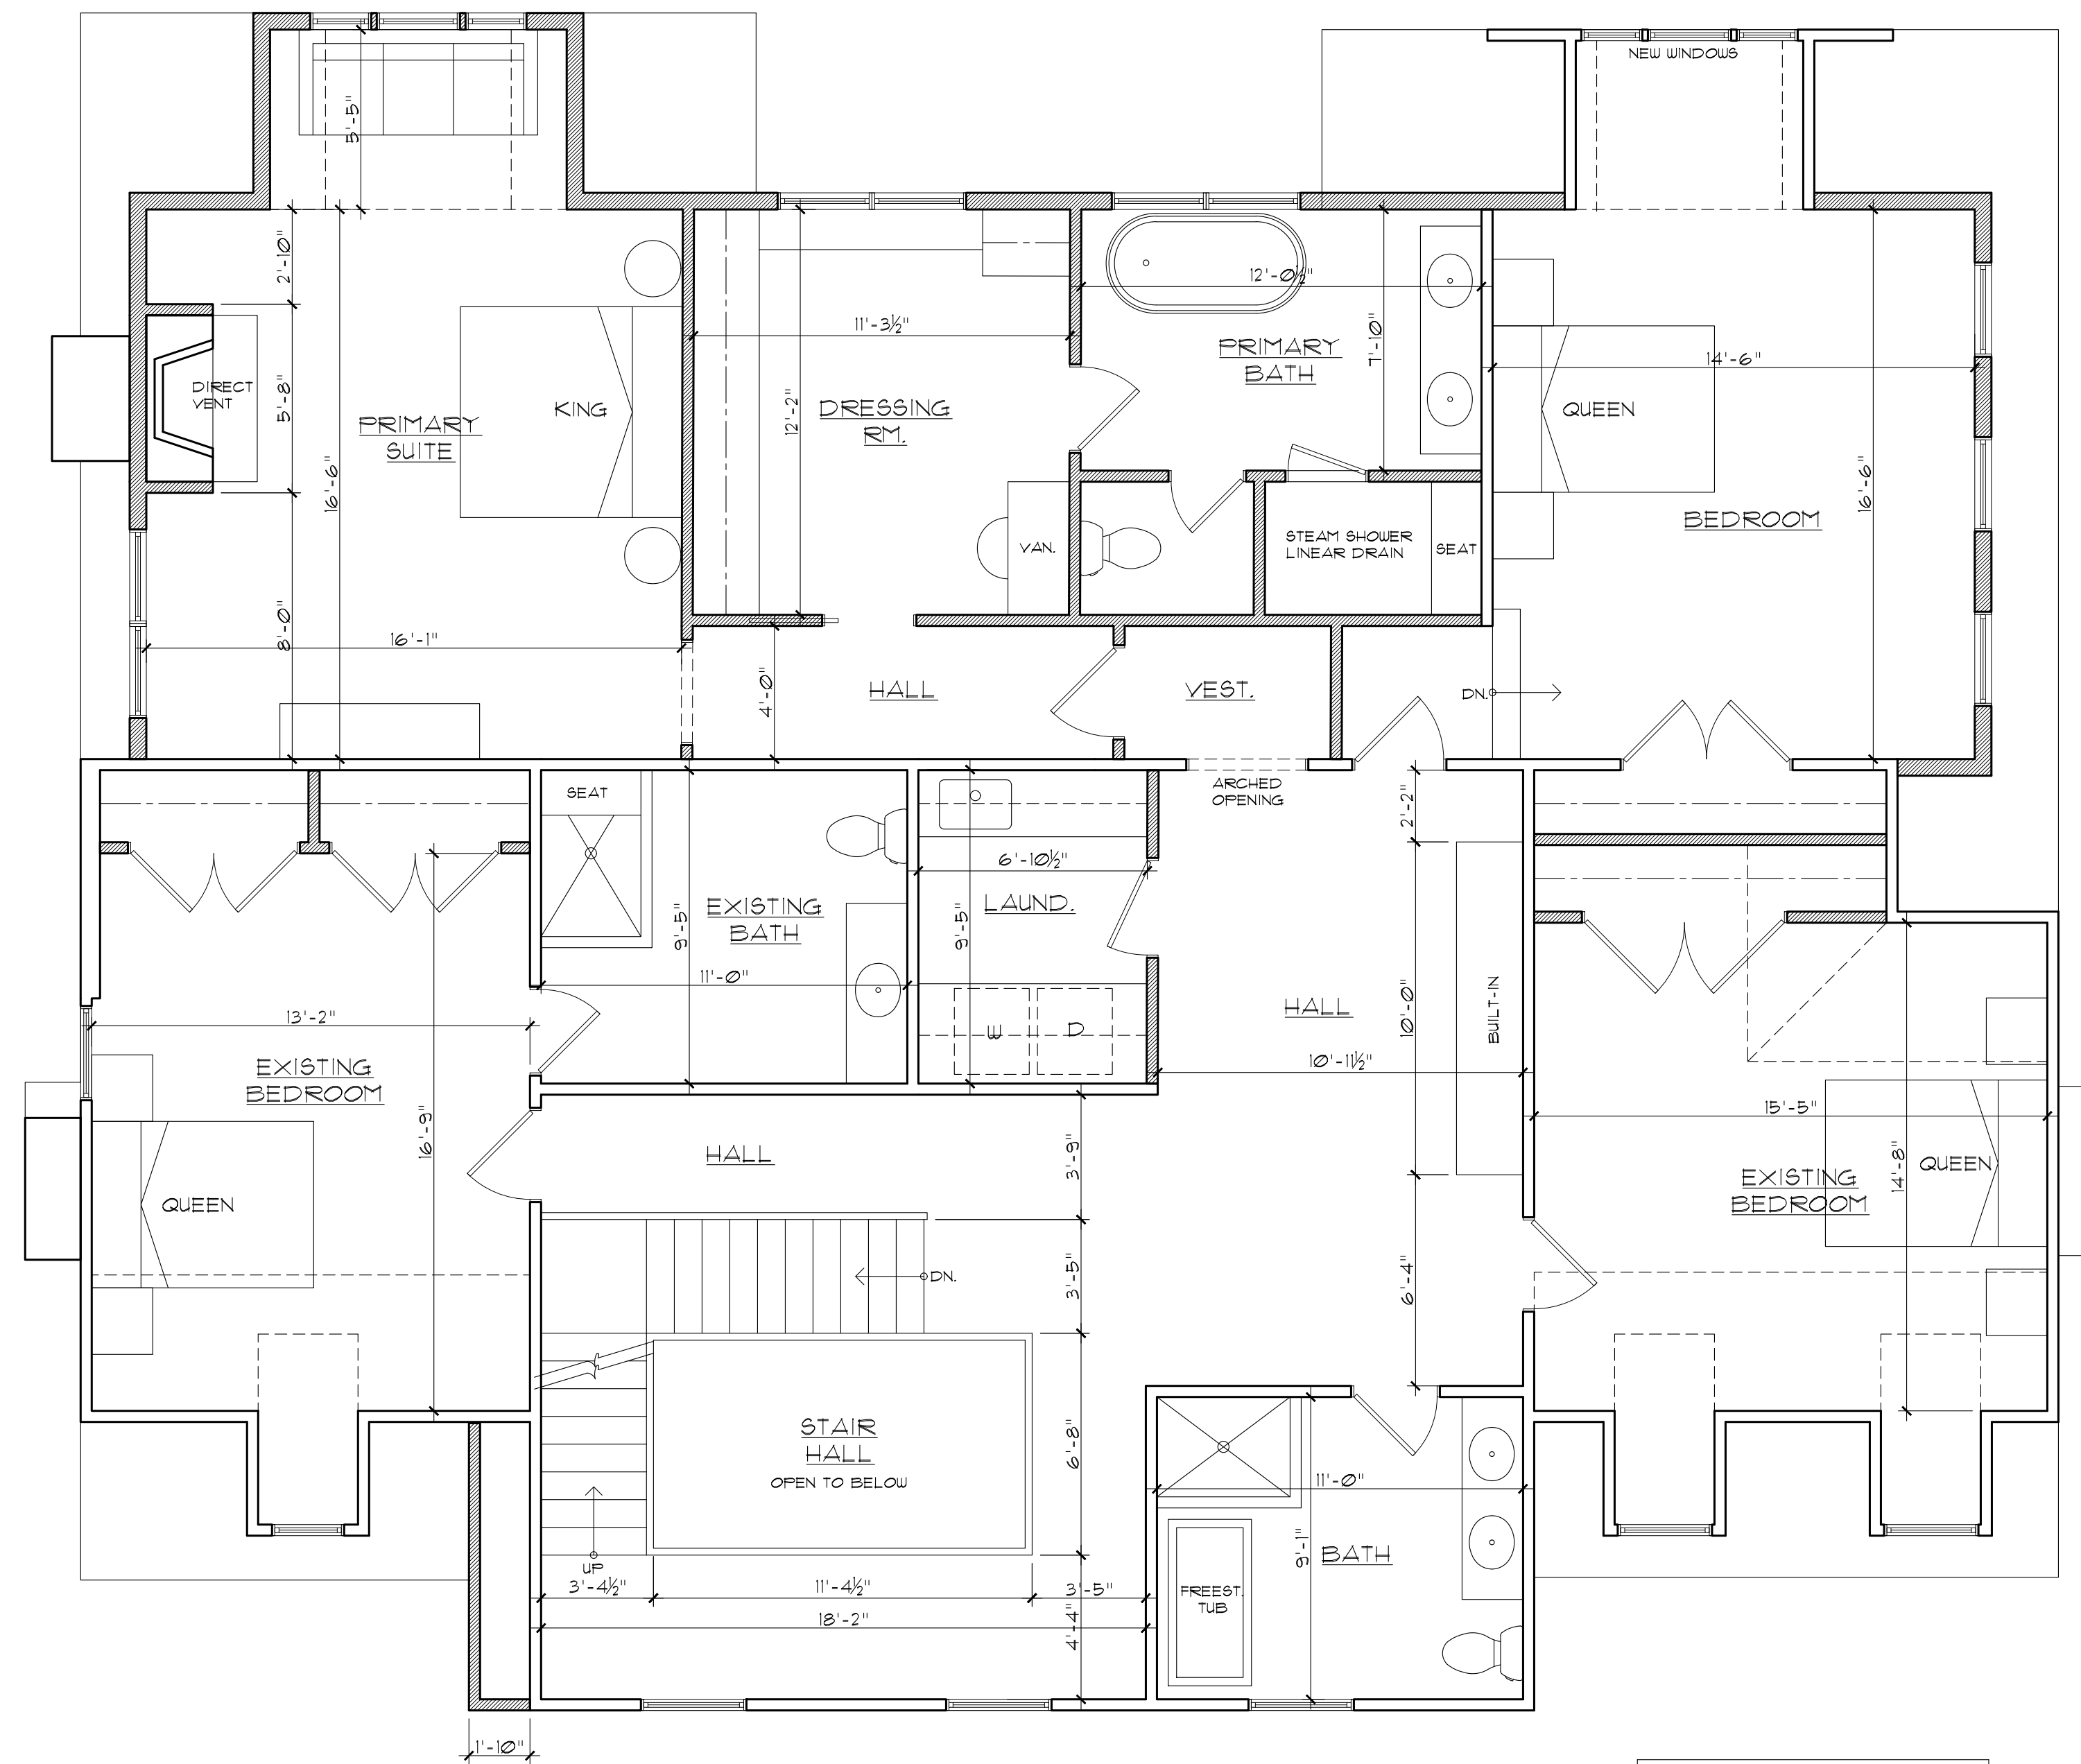 NEW WINDOWS
5'-5"
2'-10"
12'-0½"
11'-3½"
7'-10"
PRIMARY
BATH
14'-6"
DIRECT
VENT
5'-8"
KING
DRESSING
RM.
12'-2"
QUEEN
PRIMARY
SUITE
16'-6"
16'-6"
BEDROOM
STEAM SHOWER
LINEAR DRAIN
SEAT
VAN.
8'-0"
16'-1"
4'-0"
HALL
VEST.
DN.
SEAT
ARCHED
OPENING
2'-2"
6'-10½"
EXISTING
BATH
9'-5"
LAUND.
9'-5"
11'-0"
HALL
10'-0"
BUILT-IN
13'-2"
W
D
10'-11½"
EXISTING
BEDROOM
15'-5"
16'-9"
HALL
3'-9"
14'-8"
QUEEN
EXISTING
BEDROOM
QUEEN
3'-5"
DN.
6'-4"
STAIR
HALL
OPEN TO BELOW
6'-8"
11'-0"
9'-1"
BATH
UP
3'-4½"
11'-4½"
3'-5"
FREEST.
TUB
18'-2"
4'-4"
1'-10"